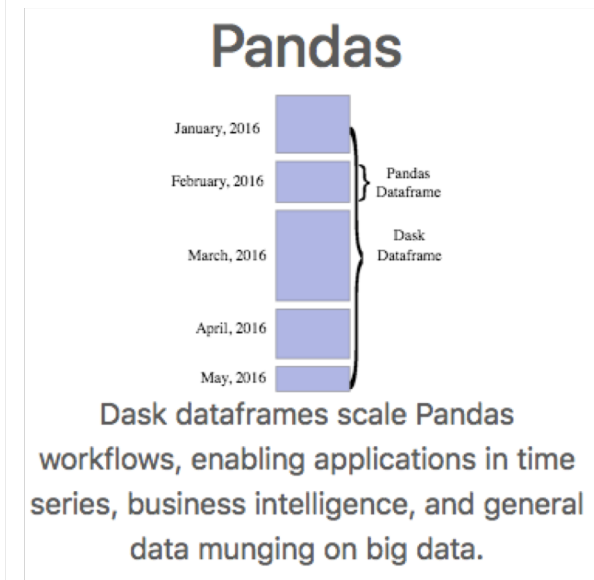 Pandas
January, 2016
February, 2016
Pandas
Dataframe
Dask
Dataframe
March, 2016
April, 2016
May, 2016
Dask dataframes scale Pandas
workflows, enabling applications in time
series, business intelligence, and general
data munging on big data.